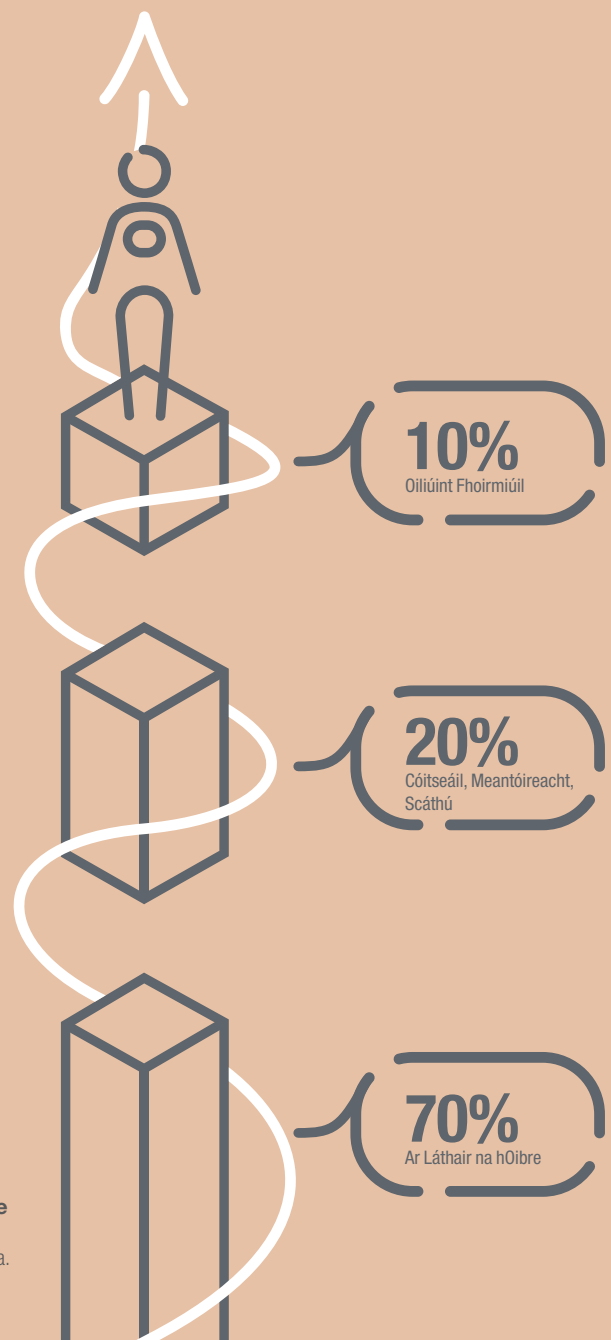 10%
Oiliúint Fhoirmiúil
20%
Cóitseáil, Meantóireacht,
Scáthú
70%
Ar Láthair na hOibre